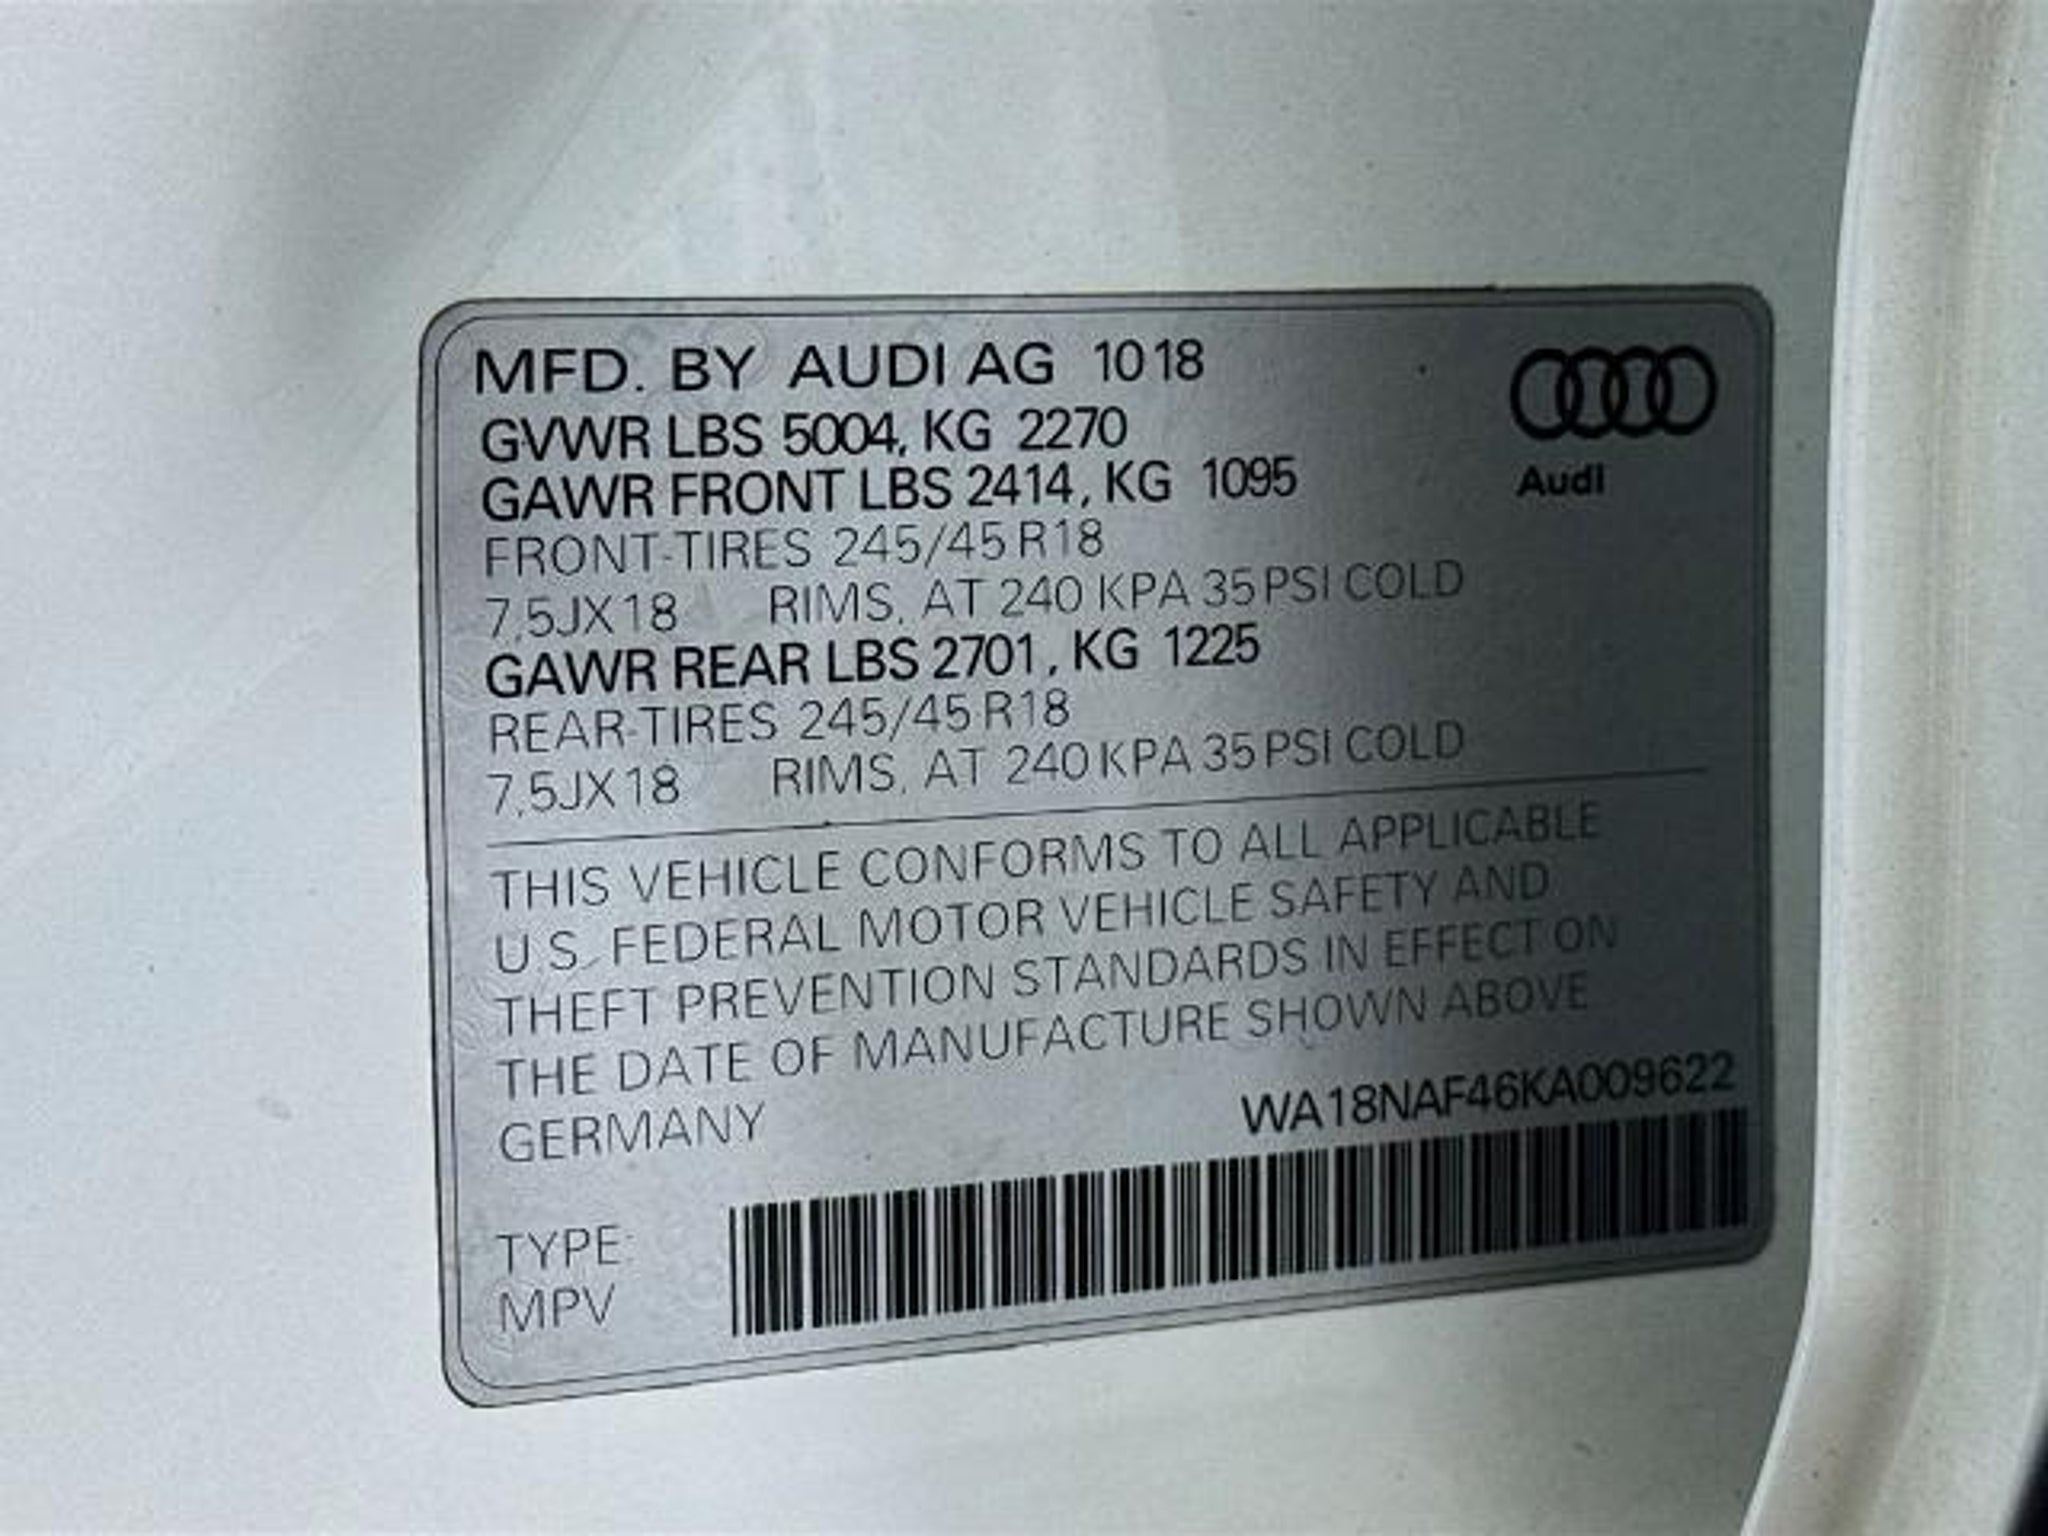 MFD. BY AUDI AG 1018
GVWR LBS 5004, KG 2270
GAWR FRONT LBS 2414, KG 1095
FRONT-TIRES 245/45 R18
7,5JX18 RIMS, AT 240 KPA 35 PSI COLD
GAWR REAR LBS 2701, KG 1225
REAR-TIRES 245/45 R18
7,5JX18 RIMS, AT 240 KPA 35 PSI COLD
Audi
THIS VEHICLE CONFORMS TO ALL APPLICABLE
U.S. FEDERAL MOTOR VEHICLE SAFETY AND
THEFT PREVENTION STANDARDS IN EFFECT ON
THE DATE OF MANUFACTURE SHOWN ABOVE
GERMANY WA18NAF46KA009622
TYPE:
MPV